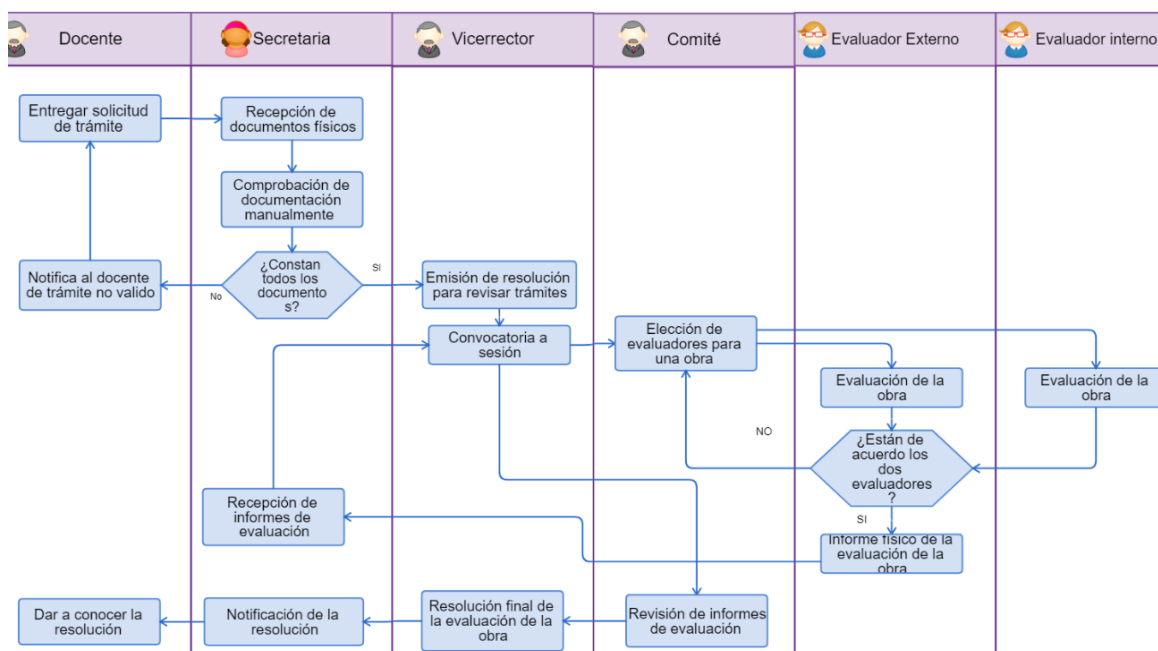 Docente
Secretaria
Vicerrector
Comité
Evaluador Externo
Evaluador interno
Entregar solicitud
de trámite
Recepción de
documentos físicos
Comprobación de
documentación
manualmente
Notifica al docente
de trámite no valido
No
¿Constan
todos los
documento
s?
SI
Emisión de resolución
para revisar trámites
Convocatoria a
sesión
Elección de
evaluadores para
una obra
Evaluación de la
obra
Evaluación de la
obra
NO
¿Están de
acuerdo los
dos
evaluadores
?
SI
Recepción de
informes de
evaluación
Informe físico de la
evaluación de la
obra
Dar a conocer la
resolución
Notificación de la
resolución
Resolución final de
la evaluación de la
obra
Revisión de informes
de evaluación